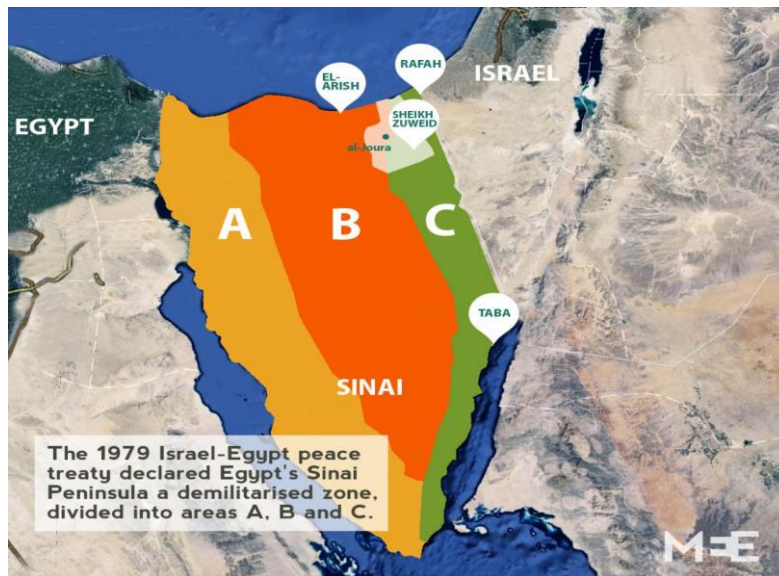 EL-
ARISH
RAFAH
ISRAEL
EGYPT
SHEIKH
ZUWEID
al-Joura
A
B
C
TABA
SINAI
The 1979 Israel-Egypt peace
treaty declared Egypt's Sinai
Peninsula a demilitarised zone,
divided into areas A, B and C.
MEE